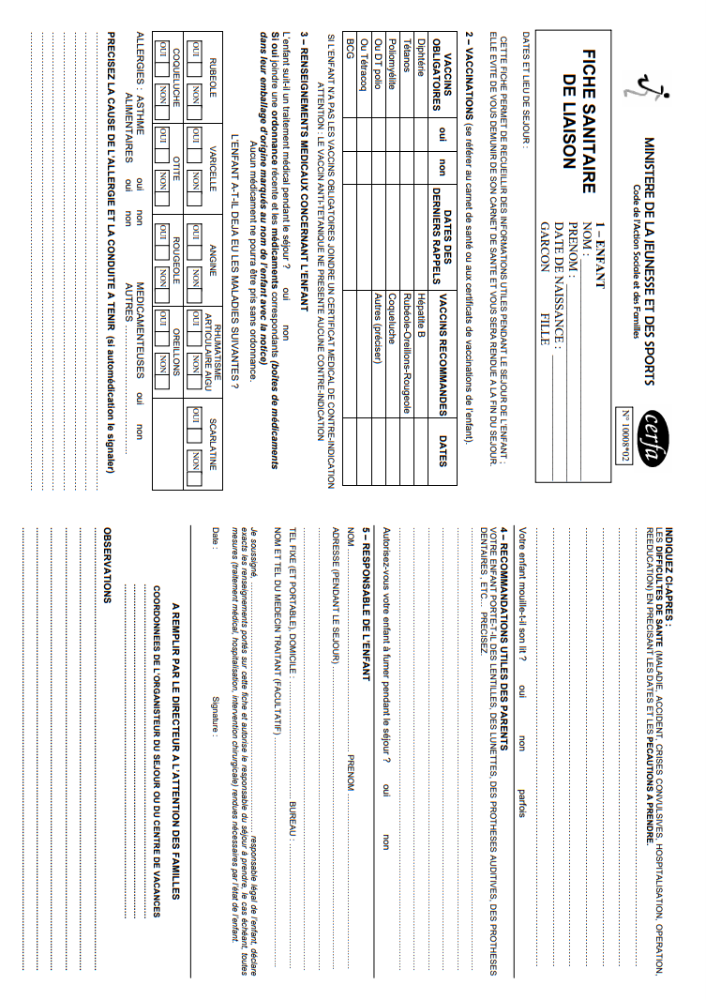 MINISTERE DE LA JEUNESSE ET DES SPORTS
Code de l'Action Sociale et des Familles
cerfa
N° 10008*02
FICHE SANITAIRE
DE LIAISON
1 – ENFANT
NOM :
PRENOM :
DATE DE NAISSANCE :
GARCON FILLE
DATES ET LIEU DE SEJOUR :
CETTE FICHE PERMET DE RECUEILLIR DES INFORMATIONS UTILES PENDANT LE SEJOUR DE L'ENFANT ;
ELLE EVITE DE VOUS DEMUNIR DE SON CARNET DE SANTE ET VOUS SERA RENDUE A LA FIN DU SEJOUR.
2 – VACCINATIONS (se référer au carnet de santé ou aux certificats de vaccinations de l'enfant).
VACCINS OBLIGATOIRES oui non DATES DES DERNIERS RAPPELS VACCINS RECOMMANDES DATES
Diphtérie Hépatite B
Tétanos Rubéole-Oreillons-Rougeole
Poliomyélite Coqueluche
Ou DT polio Autres (préciser)
Ou Tétracoq
BCG
SI L'ENFANT N'A PAS LES VACCINS OBLIGATOIRES JOINDRE UN CERTIFICAT MEDICAL DE CONTRE-INDICATION
ATTENTION : LE VACCIN ANTI-TETANIQUE NE PRESENTE AUCUNE CONTRE-INDICATION
3 – RENSEIGNEMENTS MEDICAUX CONCERNANT L'ENFANT
L'enfant suit-il un traitement médical pendant le séjour ? oui non
Si oui joindre une ordonnance récente et les médicaments correspondants (boîtes de médicaments
dans leur emballage d'origine marqués au nom de l'enfant avec la notice)
Aucun médicament ne pourra être pris sans ordonnance.
L'ENFANT A-T-IL DEJA EU LES MALADIES SUIVANTES ?
RUBEOLE VARICELLE ANGINE RHUMATISME ARTICULAIRE AIGU SCARLATINE
OUI NON OUI NON OUI NON OUI NON OUI NON
COQUELUCHE OTITE ROUGEOLE OREILLONS
OUI NON OUI NON OUI NON OUI NON
ALLERGIES : ASTHME oui non MEDICAMENTEUSES oui non
ALIMENTAIRES oui non AUTRES
PRECISEZ LA CAUSE DE L'ALLERGIE ET LA CONDUITE A TENIR (si automédication le signaler)
INDIQUEZ CI-APRES :
LES DIFFICULTES DE SANTE (MALADIE, ACCIDENT, CRISES CONVULSIVES, HOSPITALISATION, OPERATION,
REEDUCATION) EN PRECISANT LES DATES ET LES PECAUTIONS A PRENDRE.
Votre enfant mouille-t-il son lit ? oui non parfois
4 – RECOMMANDATIONS UTILES DES PARENTS
VOTRE ENFANT PORTE-T-IL DES LENTILLES, DES LUNETTES, DES PROTHESES AUDITIVES, DES PROTHESES
DENTAIRES , ETC... PRECISEZ.
Autorisez-vous votre enfant à fumer pendant le séjour ? oui non
5 – RESPONSABLE DE L'ENFANT
NOM PRENOM
ADRESSE (PENDANT LE SEJOUR)
TEL FIXE (ET PORTABLE), DOMICILE : BUREAU :
NOM ET TEL DU MEDECIN TRAITANT (FACULTATIF)
Je soussigné, responsable légal de l'enfant, déclare
exacts les renseignements portés sur cette fiche et autorise le responsable du séjour à prendre, le cas échéant, toutes
mesures (traitement médical, hospitalisation, intervention chirurgicale) rendues nécessaires par l'état de l'enfant.
Date : Signature :
A REMPLIR PAR LE DIRECTEUR A L'ATTENTION DES FAMILLES
COORDONNEES DE L'ORGANISTEUR DU SEJOUR OU DU CENTRE DE VACANCES
OBSERVATIONS